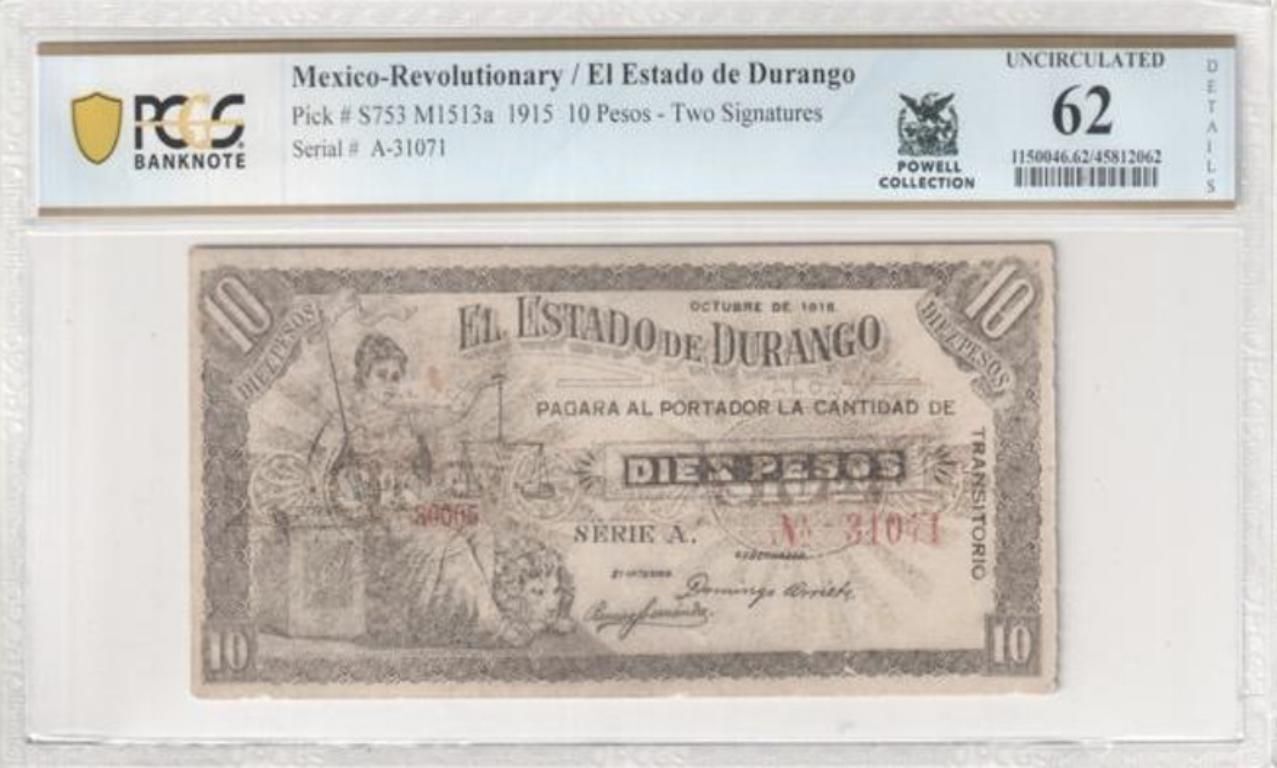 PCGS
BANKNOTE
Mexico-Revolutionary / El Estado de Durango
Pick # S753 M1513a 1915 10 Pesos - Two Signatures
Serial # A-31071
POWELL
COLLECTION
UNCIRCULATED
62
1150046.62/45812062
DETAILS
10
DIEZ PESOS
OCTUBRE DE 1915
EL ESTADO DE DURANGO
10
DIEZ PESOS
PAGARA AL PORTADOR LA CANTIDAD DE
DIEZ PESOS
TRANSITORIO
SERIE A.
Nº 31071
Domingo Arrieta
10
10